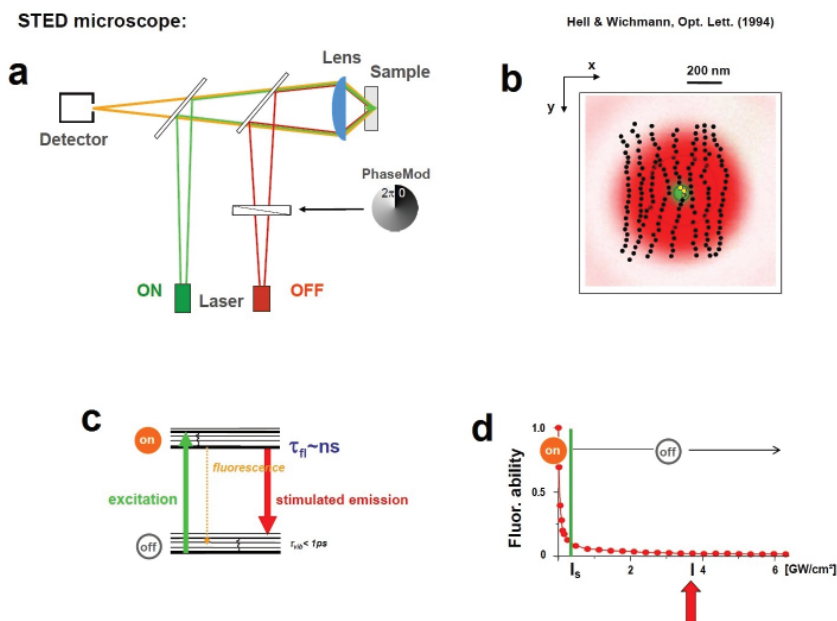 STED microscope:
Hell & Wichmann, Opt. Lett. (1994)
a
Lens
Sample
Detector
PhaseMod
2π 0
ON
Laser
OFF
b
x
y
200 nm
c
on
τfl~ns
fluorescence
excitation
stimulated emission
off
τvib< 1ps
d
Fluor. ability
1.0
0.5
0
on
off
Is
2
I
4
6
[GW/cm²]